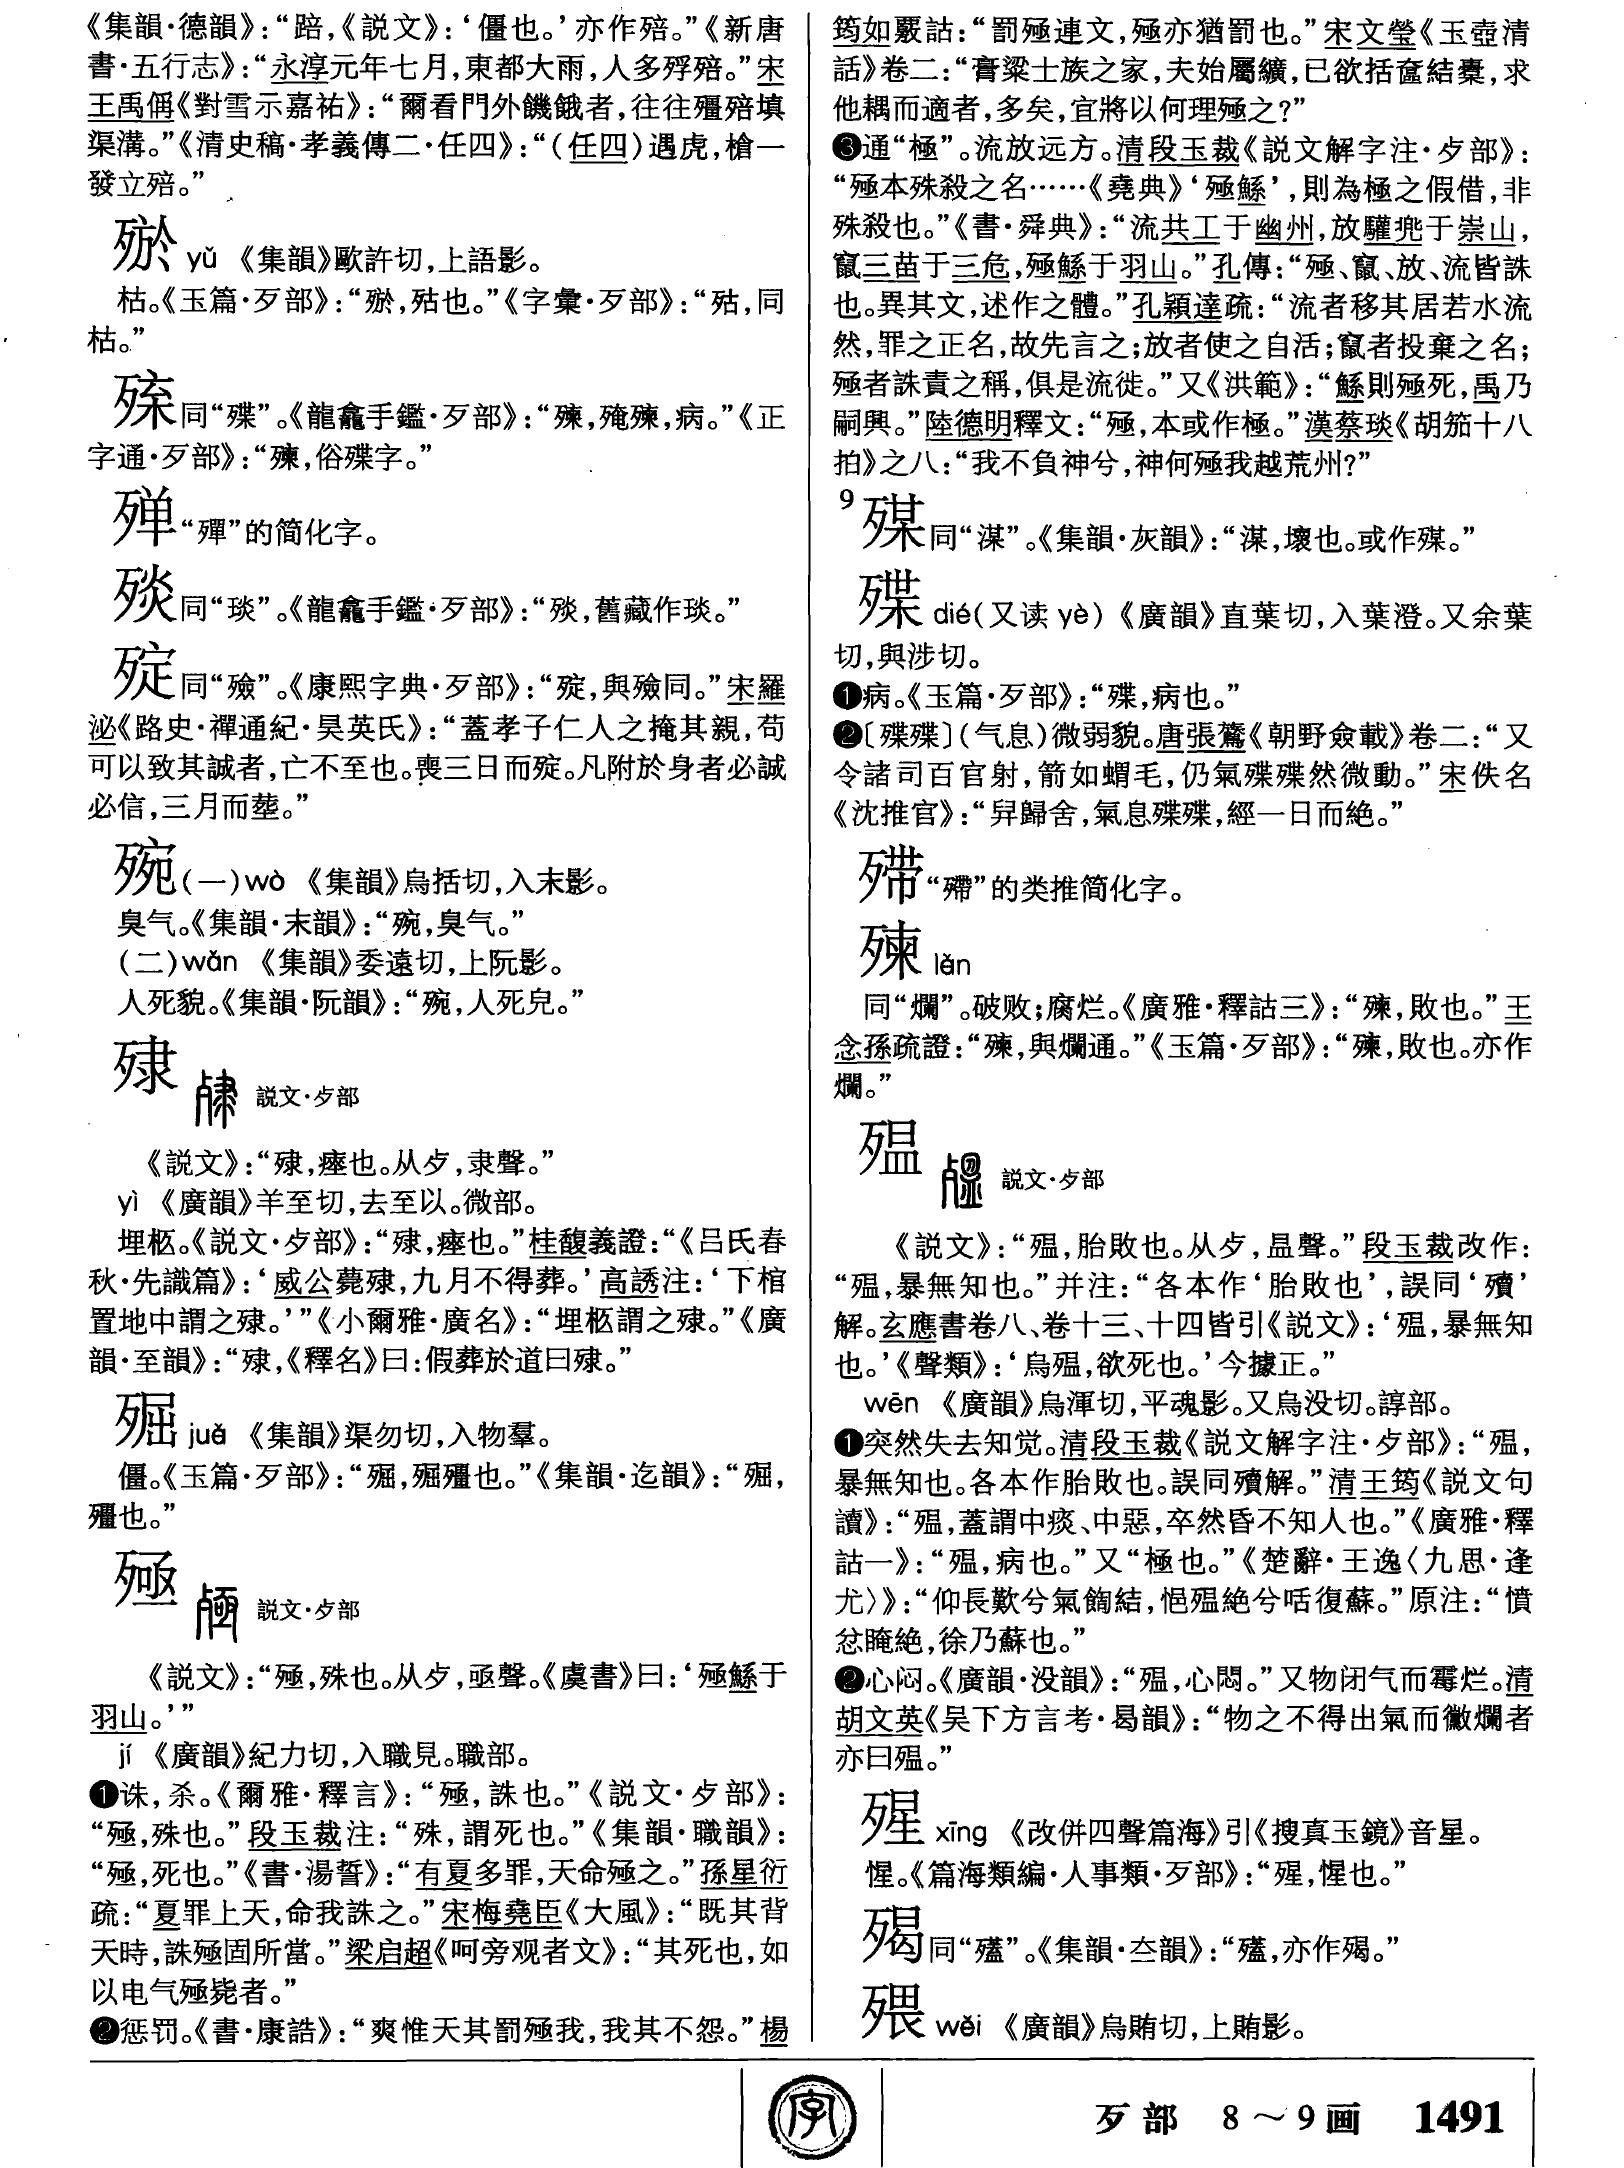 《集韻·德韻》：“踣，《説文》：‘僵也。’亦作殕。”《新唐
書·五行志》：“永淳元年七月，東都大雨，人多殍殕。”宋
王禹偁《對雪示嘉祐》：“爾看門外饑餓者，往往殭殕填
渠溝。”《清史稿·孝義傳二·任四》：“（任四）遇虎，槍一
發立殕。”
yǔ 《集韻》歐許切，上語影。
枯。《玉篇·歹部》：“殀，殆也。”《字彙·歹部》：“㱠，同
枯。”
同“殜”。《龍龕手鑑·歹部》：“殐，殗殐，病。”《正
字通·歹部》：“殐，俗殜字。”
殚“殫”的简化字。
㱫 同“琰”。《龍龕手鑑·歹部》：“㱫，舊藏作琰。”
㱬 同“殮”。《康熙字典·歹部》：“㱬，與殮同。”宋羅
泌《路史·禪通紀·昊英氏》：“蓋孝子仁人之掩其親，苟
可以致其誠者，亡不至也。喪三日而㱬。凡附於身者必誠
必信，三月而塟。”
㱧（一）wò 《集韻》烏括切，入末影。
臭气。《集韻·末韻》：“㱧，臭气。”
（二）wǎn 《集韻》委遠切，上阮影。
人死貌。《集韻·阮韻》：“㱧，人死皃。”
殔 説文·歺部
《説文》：“殔，瘞也。从歺，隶聲。”
yì 《廣韻》羊至切，去至以。微部。
埋柩。《説文·歺部》：“殔，瘞也。”桂馥義證：“《吕氏春
秋·先識篇》：‘威公薨殔，九月不得葬。’高誘注：‘下棺
置地中謂之殔。’”《小爾雅·廣名》：“埋柩謂之殔。”《廣
韻·至韻》：“殔，《釋名》曰：假葬於道曰殔。”
juě 《集韻》渠勿切，入物羣。
僵。《玉篇·歹部》：“𣨢，𣨢殭也。”《集韻·迄韻》：“𣨢，
殭也。”
殛 説文·歺部
《説文》：“殛，殊也。从歺，亟聲。《虞書》曰：‘殛鯀于
羽山。’”
jí 《廣韻》紀力切，入職見。職部。
❶诛，杀。《爾雅·釋言》：“殛，誅也。”《説文·歺部》：
“殛，殊也。”段玉裁注：“殊，謂死也。”《集韻·職韻》：
“殛，死也。”《書·湯誓》：“有夏多罪，天命殛之。”孫星衍
疏：“夏罪上天，命我誅之。”宋梅堯臣《大風》：“既其背
天時，誅殛固所當。”梁启超《呵旁观者文》：“其死也，如
以电气殛毙者。”
❷惩罚。《書·康誥》：“爽惟天其罰殛我，我其不怨。”楊
筠如覈詁：“罰殛連文，殛亦猶罰也。”宋文瑩《玉壺清
話》卷二：“膏粱士族之家，夫始屬纊，已欲括奩結橐，求
他耦而適者，多矣，宜將以何理殛之？”
❸通“極”。流放远方。清段玉裁《説文解字注·歺部》：
“殛本殊殺之名……《堯典》‘殛鯀’，則為極之假借，非
殊殺也。”《書·舜典》：“流共工于幽州，放驩兜于崇山，
竄三苗于三危，殛鯀于羽山。”孔傳：“殛、竄、放、流皆誅
也。異其文，述作之體。”孔穎達疏：“流者移其居若水流
然，罪之正名，故先言之；放者使之自活；竄者投棄之名；
殛者誅責之稱，俱是流徙。”又《洪範》：“鯀則殛死，禹乃
嗣興。”陸德明釋文：“殛，本或作極。”漢蔡琰《胡笳十八
拍》之八：“我不負神兮，神何殛我越荒州？”
9
㱱 同“湈”。《集韻·灰韻》：“湈，壞也。或作㱱。”
殜 dié（又读 yè）《廣韻》直葉切，入葉澄。又余葉
切，與涉切。
❶病。《玉篇·歹部》：“殜，病也。”
❷〔殜殜〕（气息）微弱貌。唐張鷟《朝野僉載》卷二：“又
令諸司百官射，箭如蝟毛，仍氣殜殜然微動。”宋佚名
《沈推官》：“舁歸舍，氣息殜殜，經一日而絶。”
“殢”的类推简化字。
㱫 lǎn
同“爛”。破败；腐烂。《廣雅·釋詁三》：“㱫，敗也。”王
念孫疏證：“㱫，與爛通。”《玉篇·歹部》：“㱫，敗也。亦作
爛。”
殟 説文·歺部
《説文》：“殟，胎敗也。从歺，昷聲。”段玉裁改作：
“殟，暴無知也。”并注：“各本作‘胎敗也’，誤同‘殰’
解。玄應書卷八、卷十三、十四皆引《説文》：‘殟，暴無知
也。’《聲類》：‘烏殟，欲死也。’今據正。”
wēn 《廣韻》烏渾切，平魂影。又烏没切。諄部。
❶突然失去知觉。清段玉裁《説文解字注·歺部》：“殟，
暴無知也。各本作胎敗也。誤同殰解。”清王筠《説文句
讀》：“殟，蓋謂中痰、中惡，卒然昏不知人也。”《廣雅·釋
詁一》：“殟，病也。”又“極也。”《楚辭·王逸〈九思·逢
尤〉》：“仰長歎兮氣䭇結，悒殟絶兮咶復蘇。”原注：“憤
忿晻絶，徐乃蘇也。”
❷心闷。《廣韻·没韻》：“殟，心悶。”又物闭气而霉烂。清
胡文英《吴下方言考·曷韻》：“物之不得出氣而黴爛者
亦曰殟。”
xīng 《改併四聲篇海》引《搜真玉鏡》音星。
惺。《篇海類編·人事類·歹部》：“㱳，惺也。”
同“㱿”。《集韻·夳韻》：“㱿，亦作㱴。”
㱬 wěi 《廣韻》烏賄切，上賄影。
歹部 8～9画 1491